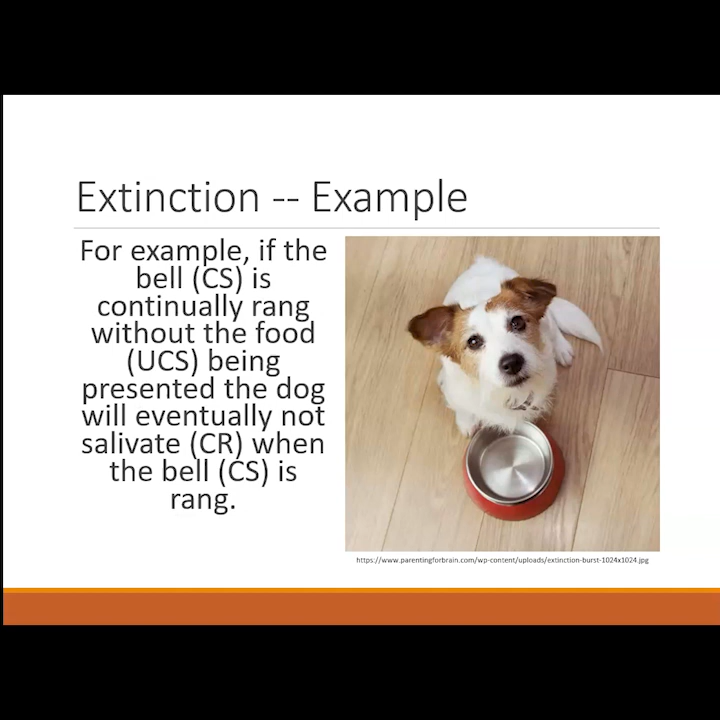 Extinction -- Example
For example, if the
bell (CS) is
continually rang
without the food
(UCS) being
presented the dog
will eventually not
salivate (CR) when
the bell (CS) is
rang.
https://www.parentingforbrain.com/wp-content/uploads/extinction-burst-1024x1024.jpg